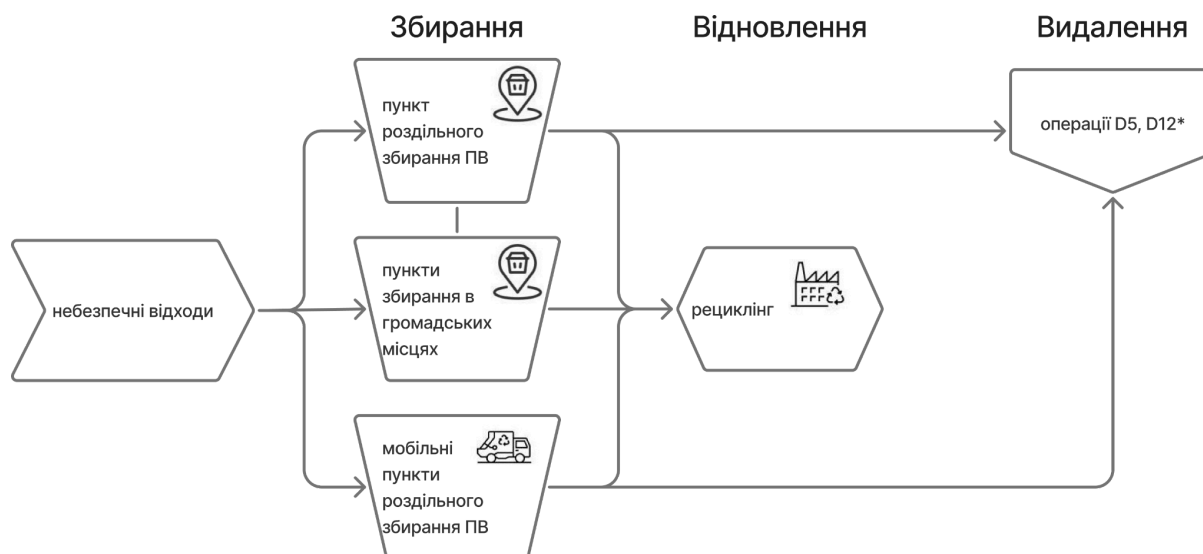 Збирання
Відновлення
Видалення
пункт
роздільного
збирання ПВ
операції D5, D12*
небезпечні відходи
пункти
збирання в
громадських
місцях
рециклінг
мобільні
пункти
роздільного
збирання ПВ